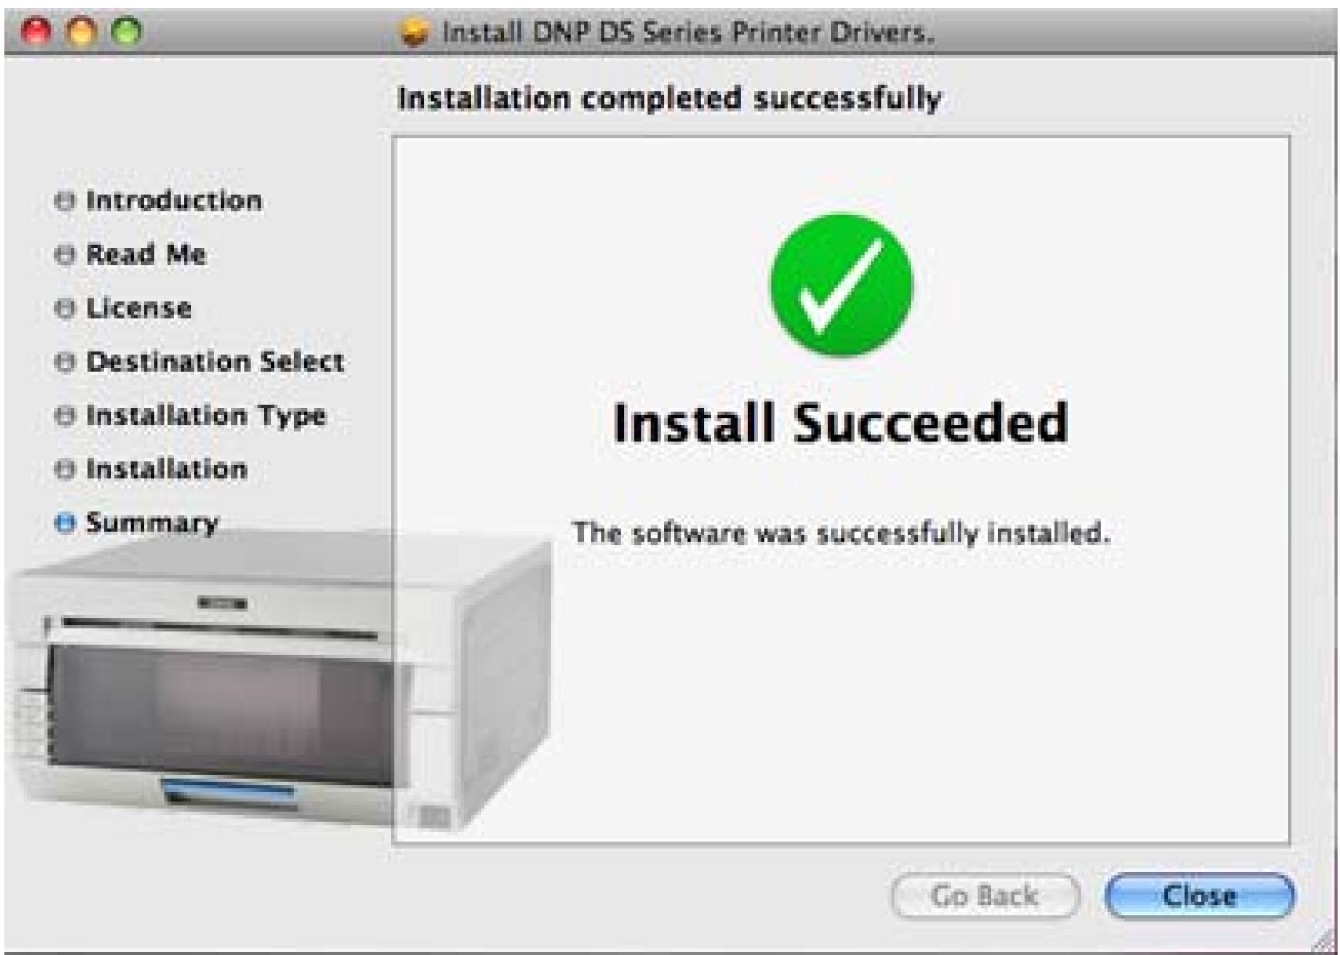 Install DNP DS Series Printer Drivers.
Installation completed successfully
Introduction
Read Me
License
Destination Select
Installation Type
Installation
Summary
Install Succeeded
The software was successfully installed.
Go Back
Close